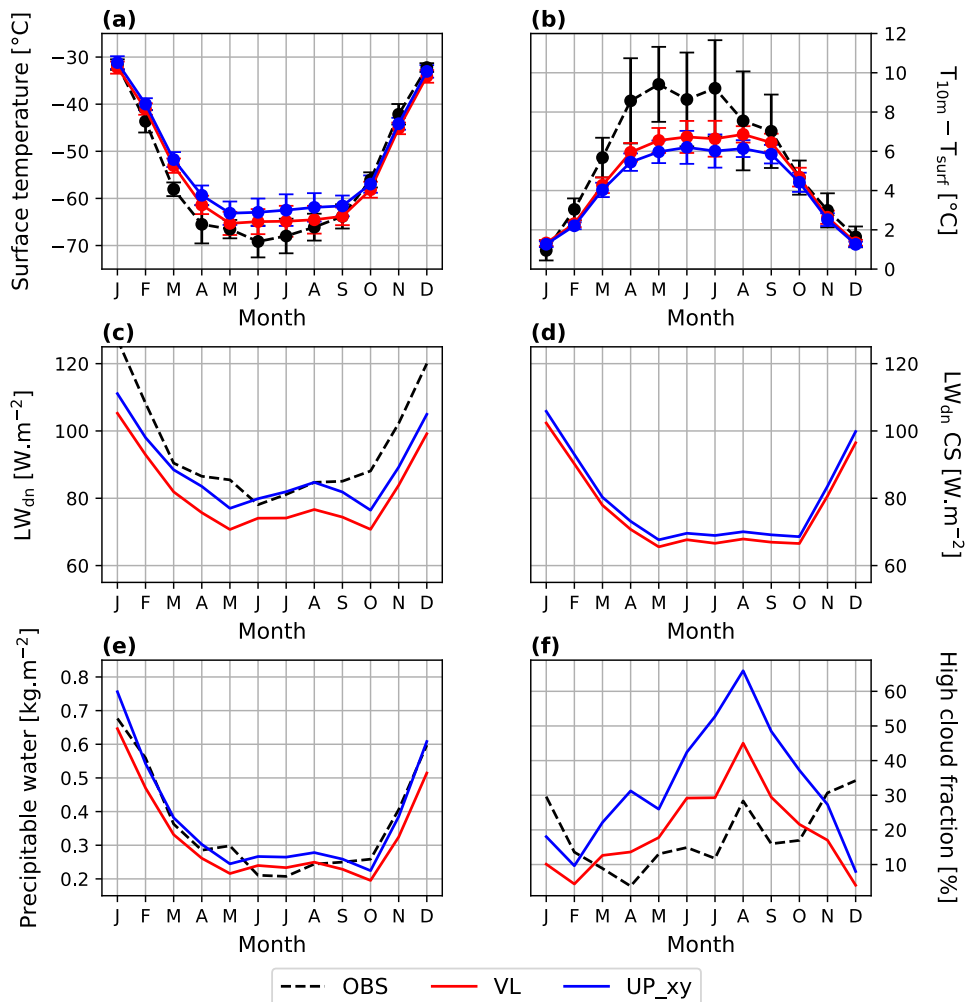 (a)
(b)
Surface temperature [°C]
−30
−40
−50
−60
−70
J F M A M J J A S O N D
Month
12
10
8
6
4
2
0
T10m − Tsurf [°C]
J F M A M J J A S O N D
Month
(c)
(d)
LWdn [W.m−2]
120
100
80
60
J F M A M J J A S O N D
Month
120
100
80
60
LWdn CS [W.m−2]
J F M A M J J A S O N D
Month
(e)
(f)
Precipitable water [kg.m−2]
0.8
0.7
0.6
0.5
0.4
0.3
0.2
J F M A M J J A S O N D
Month
60
50
40
30
20
10
High cloud fraction [%]
J F M A M J J A S O N D
Month
OBS VL UP_xy